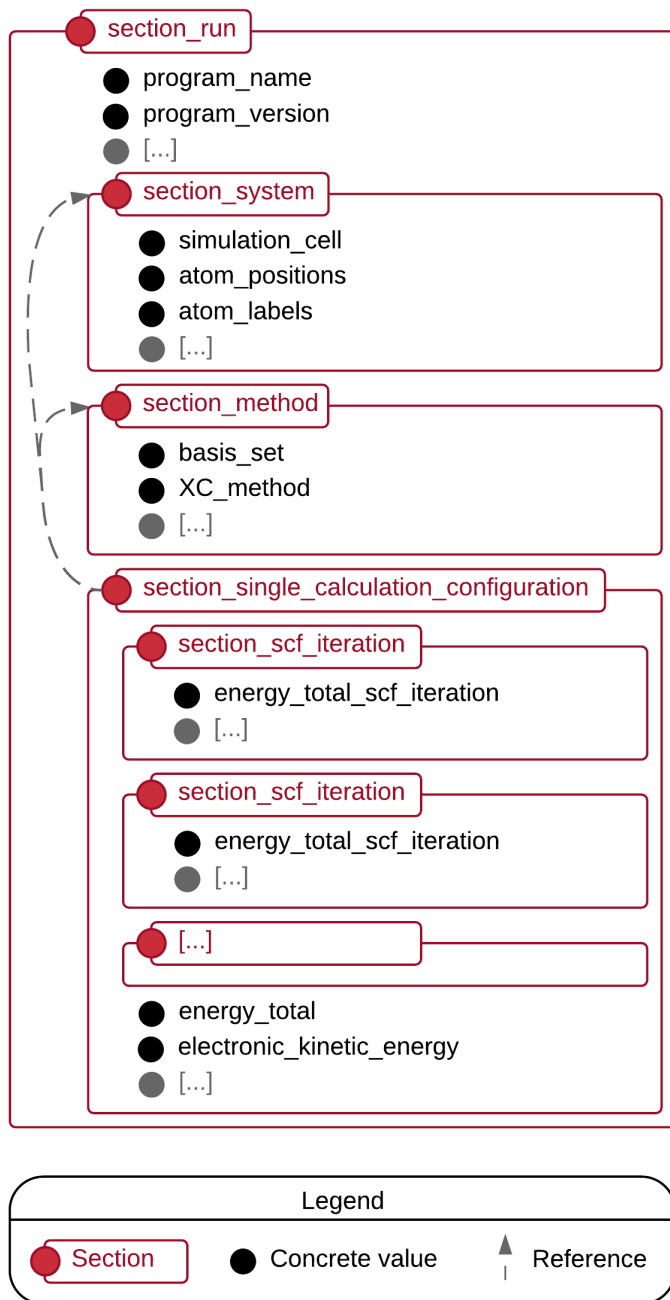 section_run
program_name
program_version
[...]
section_system
simulation_cell
atom_positions
atom_labels
[...]
section_method
basis_set
XC_method
[...]
section_single_calculation_configuration
section_scf_iteration
energy_total_scf_iteration
[...]
section_scf_iteration
energy_total_scf_iteration
[...]
[...]
energy_total
electronic_kinetic_energy
[...]
Legend
Section Concrete value Reference